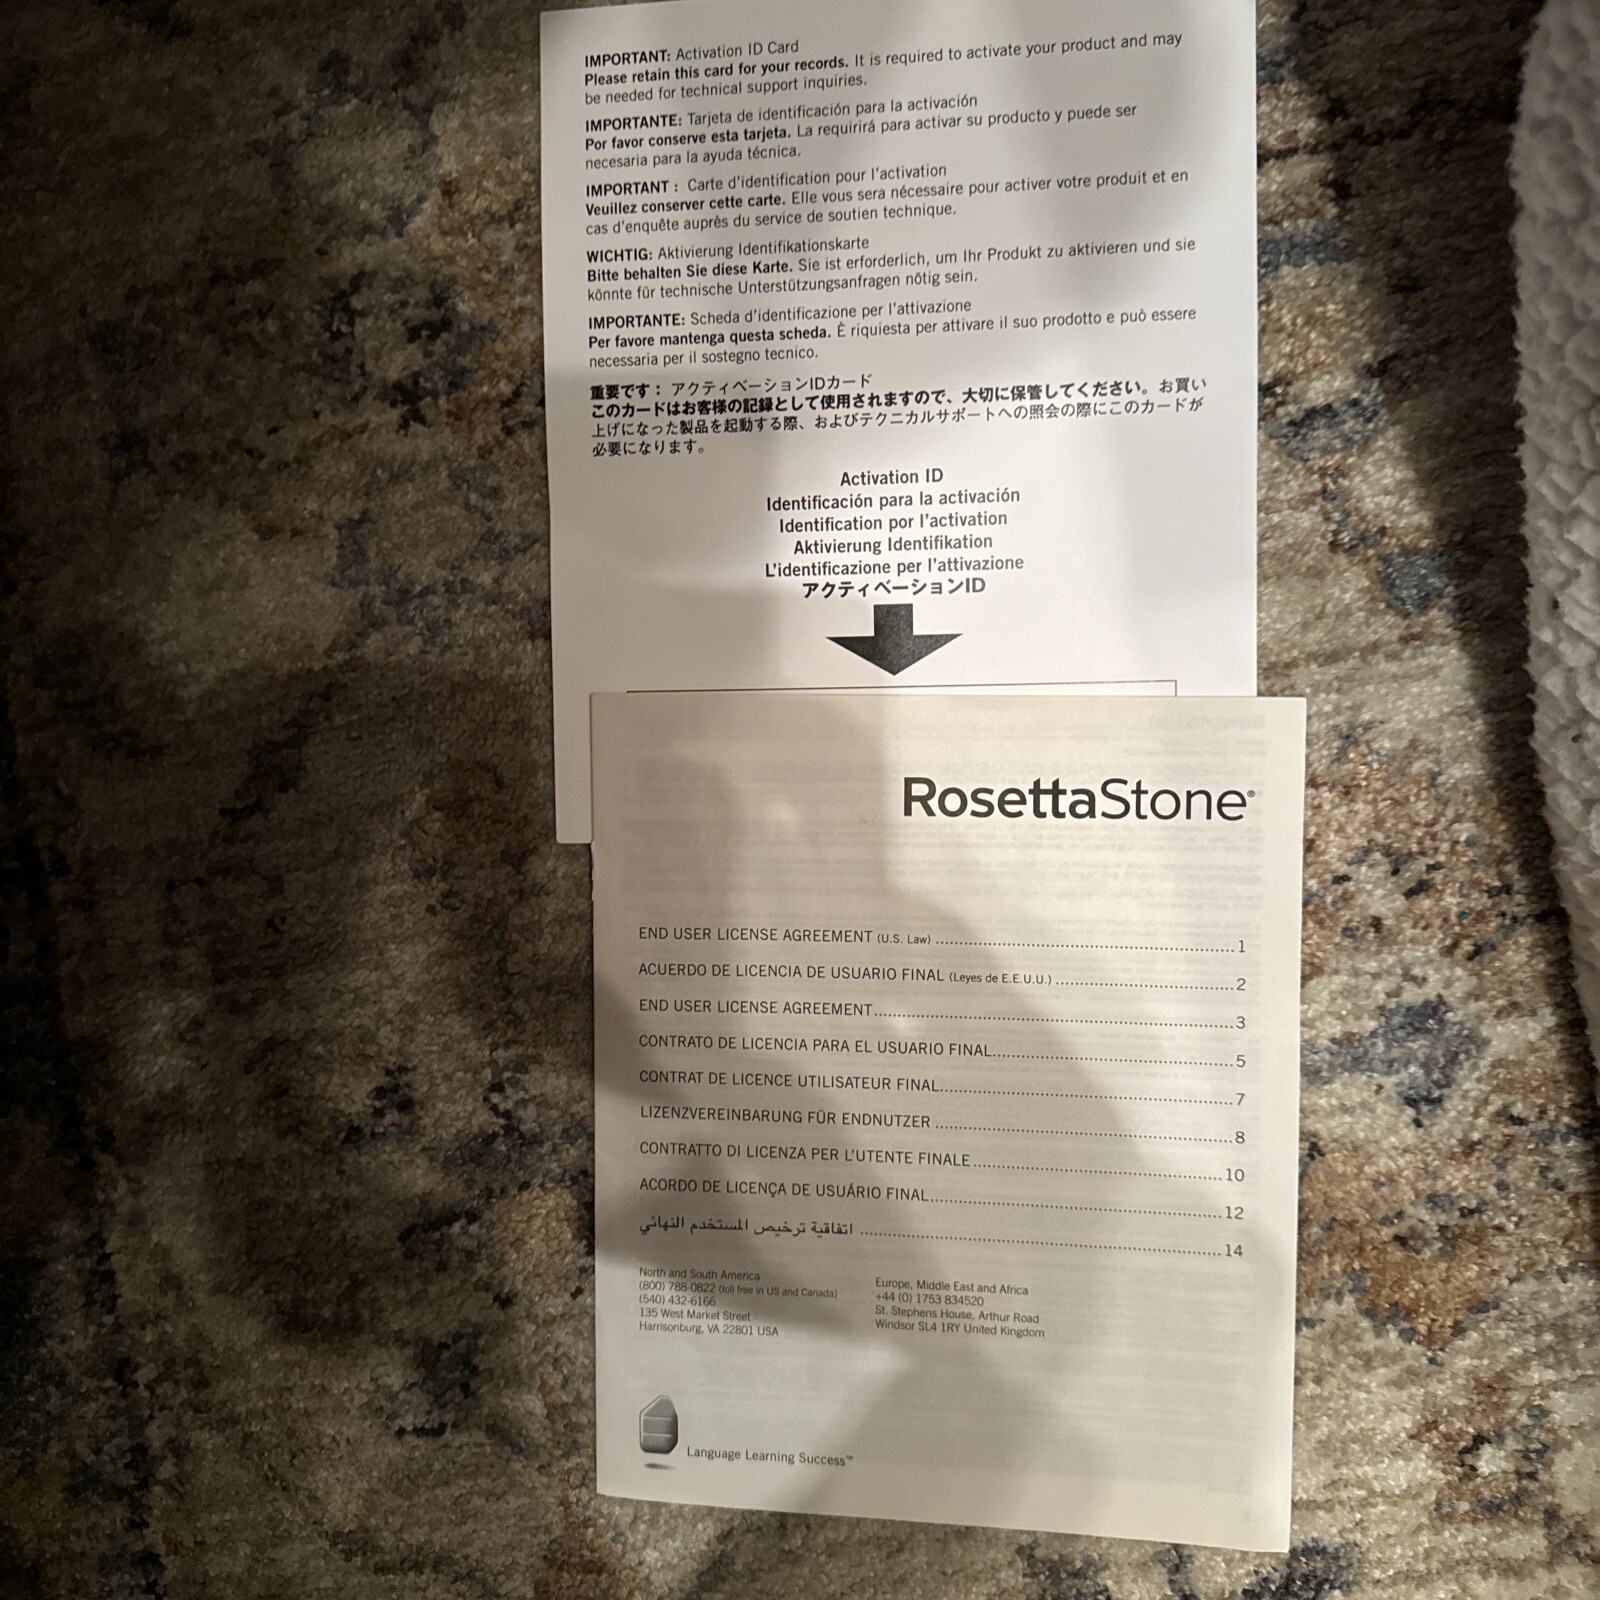 IMPORTANT: Activation ID Card
Please retain this card for your records. It is required to activate your product and may
be needed for technical support inquiries.
IMPORTANTE: Tarjeta de identificación para la activación
Por favor conserve esta tarjeta. La requirirá para activar su producto y puede ser
necesaria para la ayuda técnica.
IMPORTANT : Carte d'identification pour l'activation
Veuillez conserver cette carte. Elle vous sera nécessaire pour activer votre produit et en
cas d'enquête auprès du service de soutien technique.
WICHTIG: Aktivierung Identifikationskarte
Bitte behalten Sie diese Karte. Sie ist erforderlich, um Ihr Produkt zu aktivieren und sie
könnte für technische Unterstützungsanfragen nötig sein.
IMPORTANTE: Scheda d'identificazione per l'attivazione
Per favore mantenga questa scheda. È riquiesta per attivare il suo prodotto e può essere
necessaria per il sostegno tecnico.
重要です： アクティベーションIDカード
このカードはお客様の記録として使用されますので、大切に保管してください。お買い
上げになった製品を起動する際、およびテクニカルサポートへの照会の際にこのカードが
必要になります。
Activation ID
Identificación para la activación
Identification por l'activation
Aktivierung Identifikation
L'identificazione per l'attivazione
アクティベーションID
RosettaStone®
END USER LICENSE AGREEMENT (U.S. Law) ........ 1
ACUERDO DE LICENCIA DE USUARIO FINAL (Leyes de E.E.U.U.) ........ 2
END USER LICENSE AGREEMENT........ 3
CONTRATO DE LICENCIA PARA EL USUARIO FINAL........ 5
CONTRAT DE LICENCE UTILISATEUR FINAL........ 7
LIZENZVEREINBARUNG FÜR ENDNUTZER ........ 8
CONTRATTO DI LICENZA PER L'UTENTE FINALE........ 10
ACORDO DE LICENÇA DE USUÁRIO FINAL........ 12
اتفاقية ترخيص المستخدم النهائي ........ 14
North and South America
(800) 788-0822 (toll free in US and Canada)
(540) 432-6166
135 West Market Street
Harrisonburg, VA 22801 USA
Europe, Middle East and Africa
+44 (0) 1753 834520
St. Stephens House, Arthur Road
Windsor SL4 1RY United Kingdom
Language Learning Success™